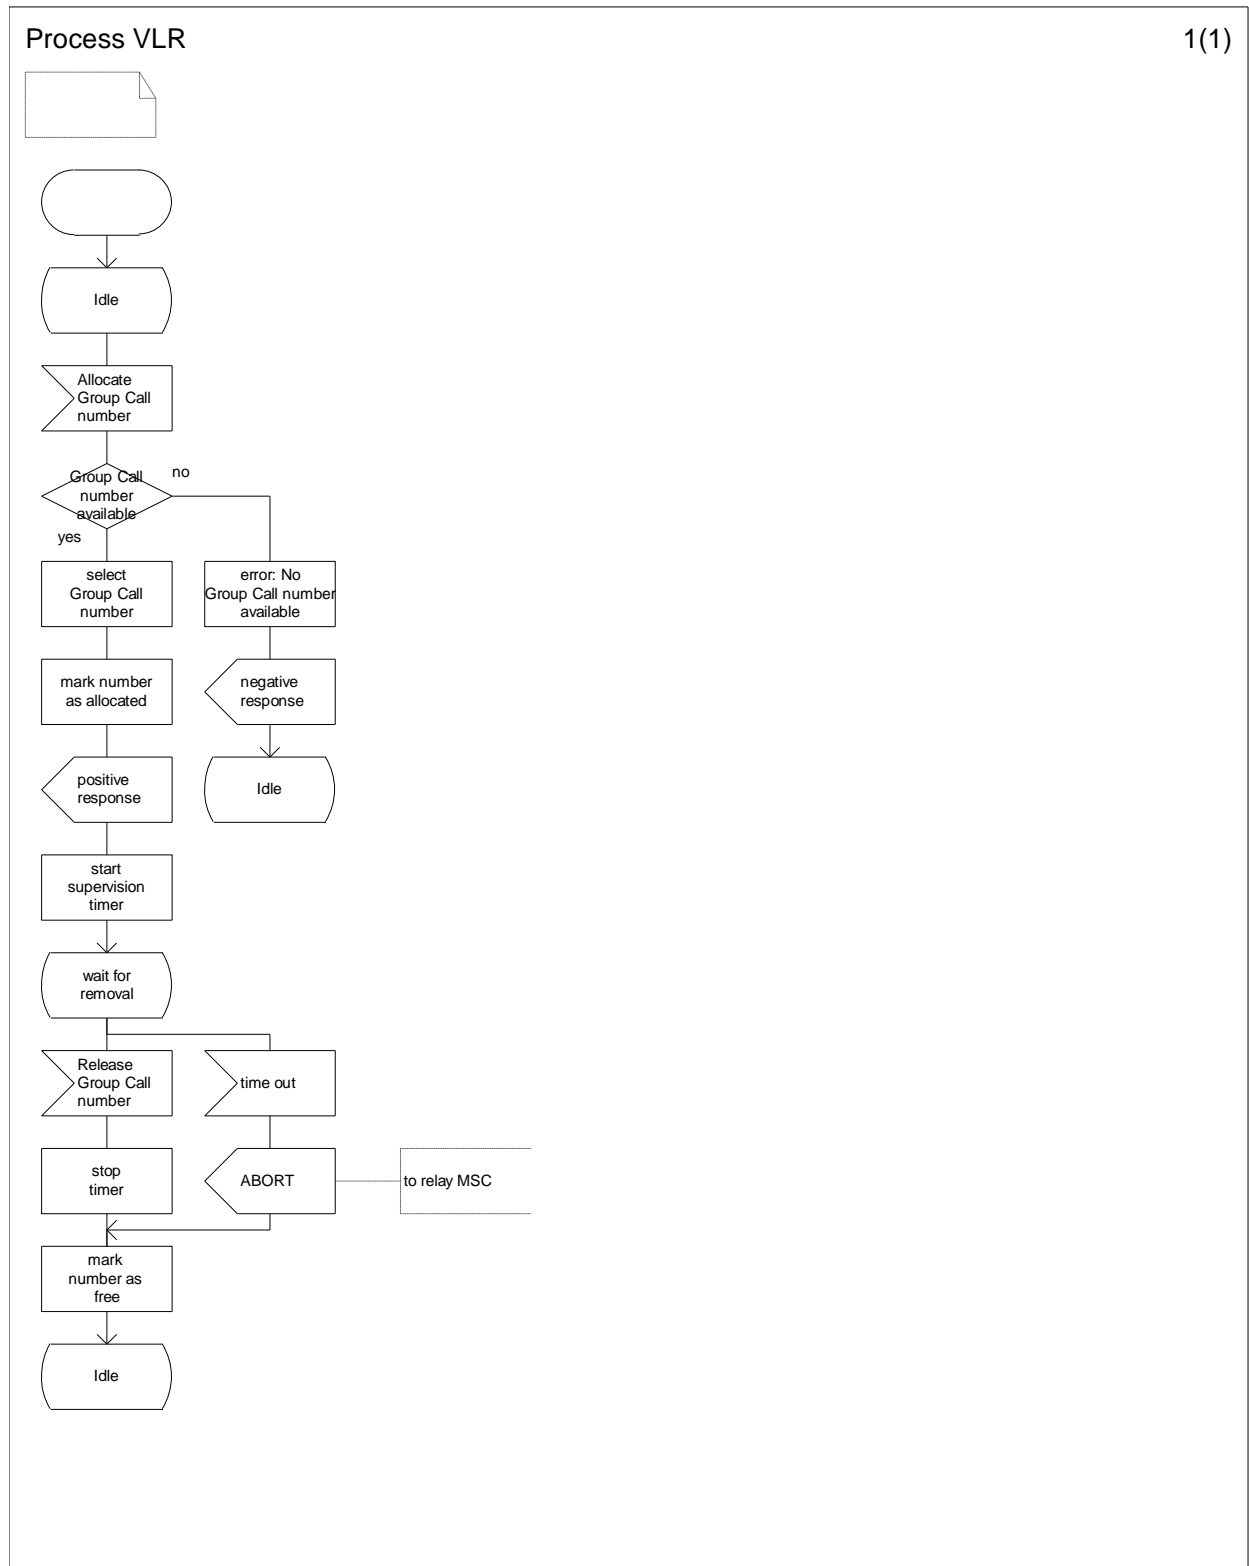 Process VLR
1(1)
Idle
Allocate
Group Call
number
Group Call
number
available
no
yes
select
Group Call
number
error: No
Group Call number
available
mark number
as allocated
negative
response
positive
response
Idle
start
supervision
timer
wait for
removal
Release
Group Call
number
time out
stop
timer
ABORT
to relay MSC
mark
number as
free
Idle